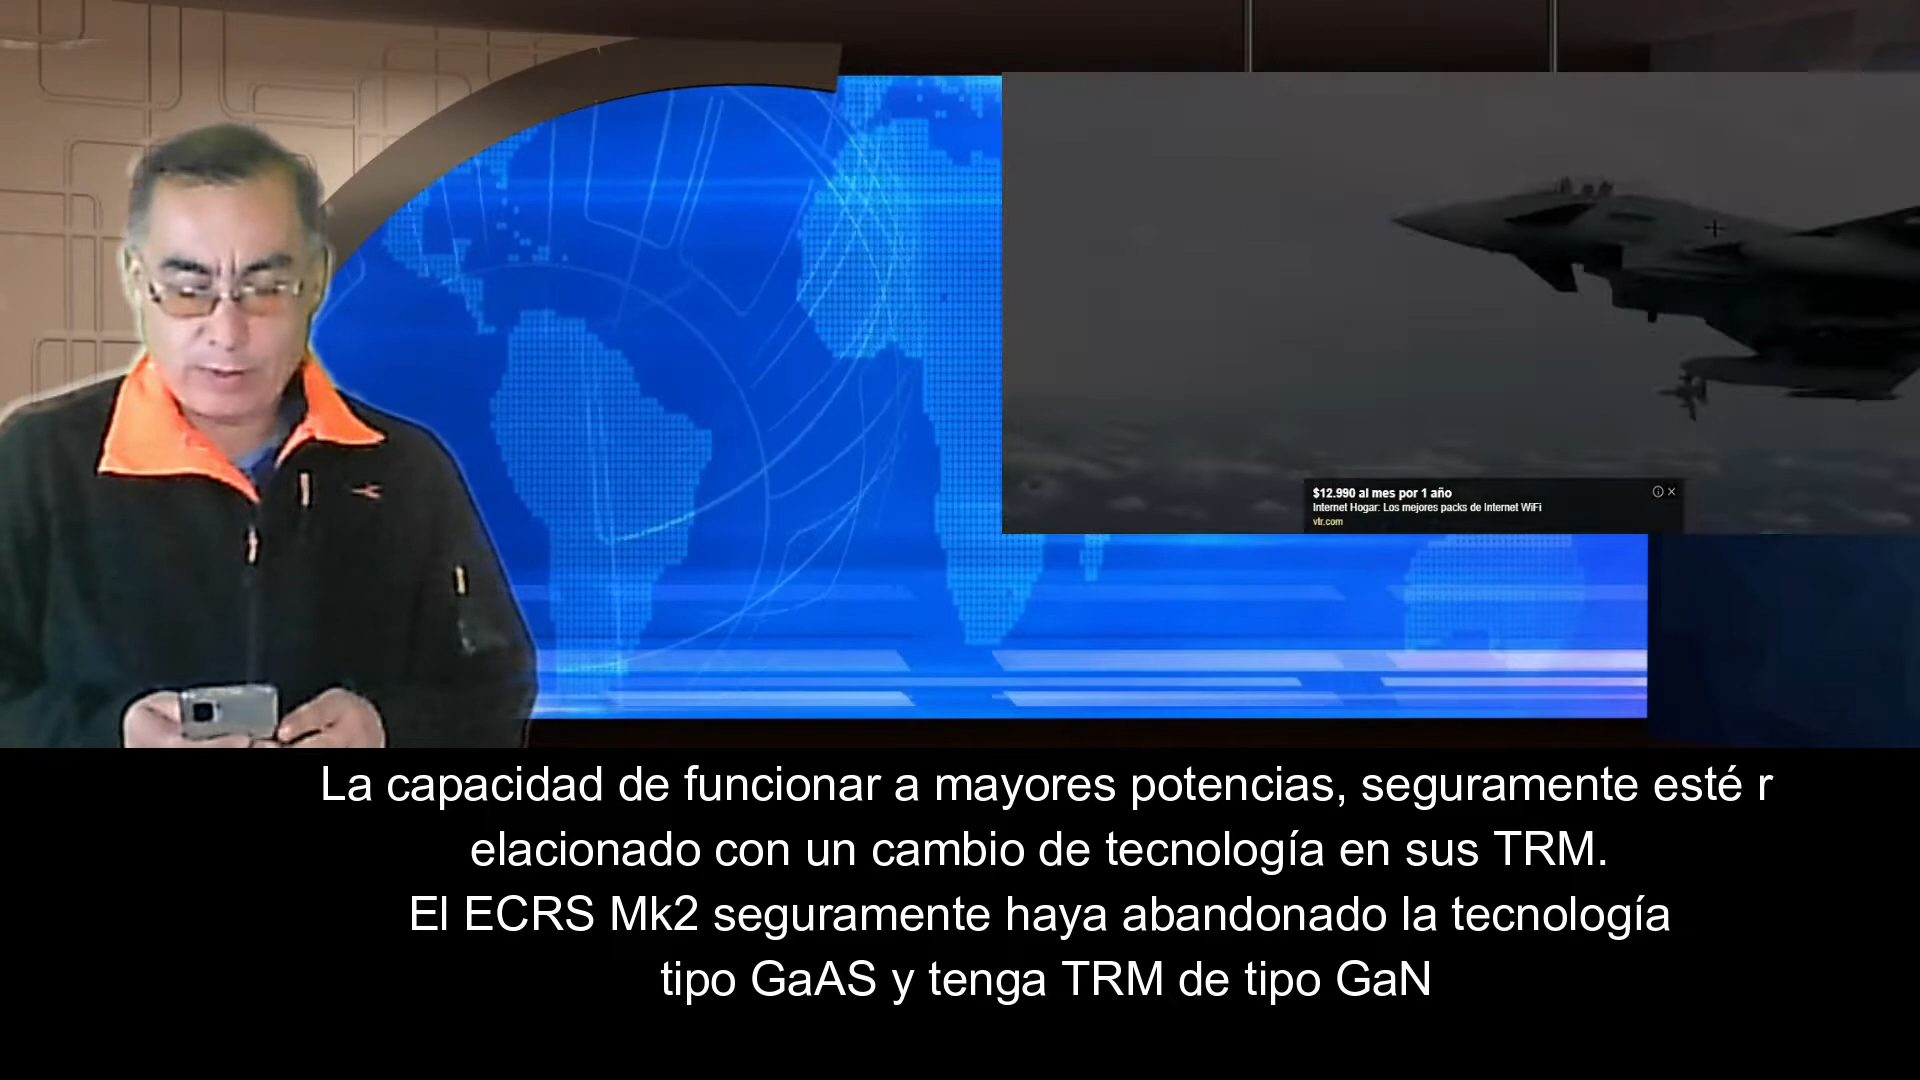 $12.990 al mes por 1 año
Internet Hogar: Los mejores packs de Internet WiFi
vtr.com
La capacidad de funcionar a mayores potencias, seguramente esté r
elacionado con un cambio de tecnología en sus TRM.
El ECRS Mk2 seguramente haya abandonado la tecnología
tipo GaAS y tenga TRM de tipo GaN